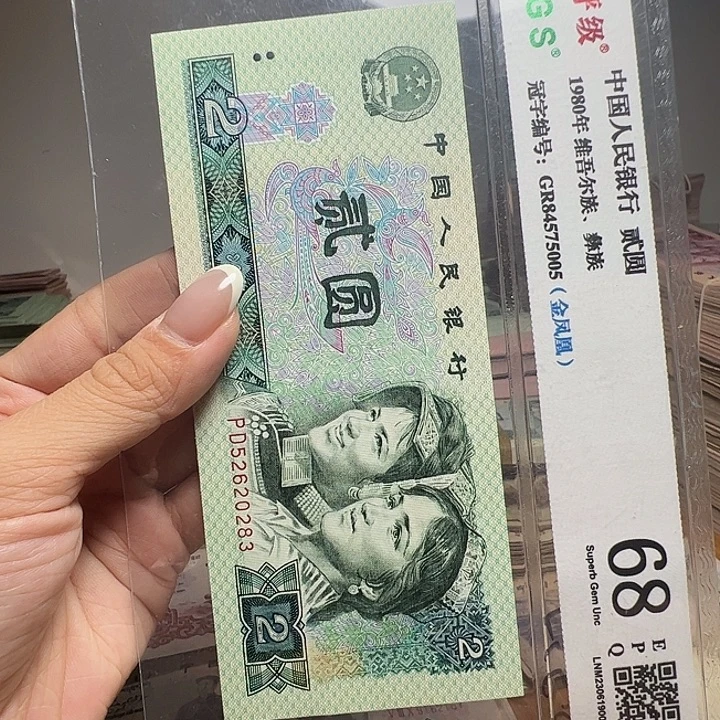 中国人民银行
贰圆
2
2
2
PD52620283
评级®
GS®
中国人民银行 贰圆
1980年 维吾尔族、彝族
冠字编号：GR84575005（金凤凰）
68
Superb Gem Unc
E
P
Q